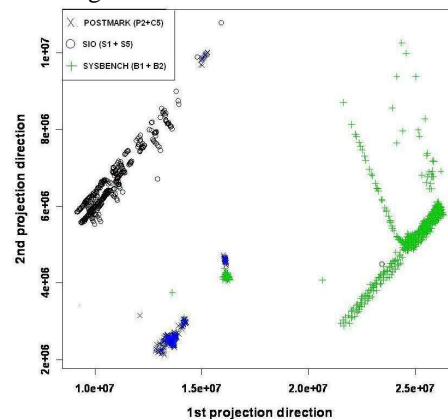 × POSTMARK (P2+C5)
○ SIO (S1 + S5)
+ SYSBENCH (B1 + B2)
1e+07
8e+06
6e+06
4e+06
2e+06
2nd projection direction
1.0e+07 1.5e+07 2.0e+07 2.5e+07
1st projection direction